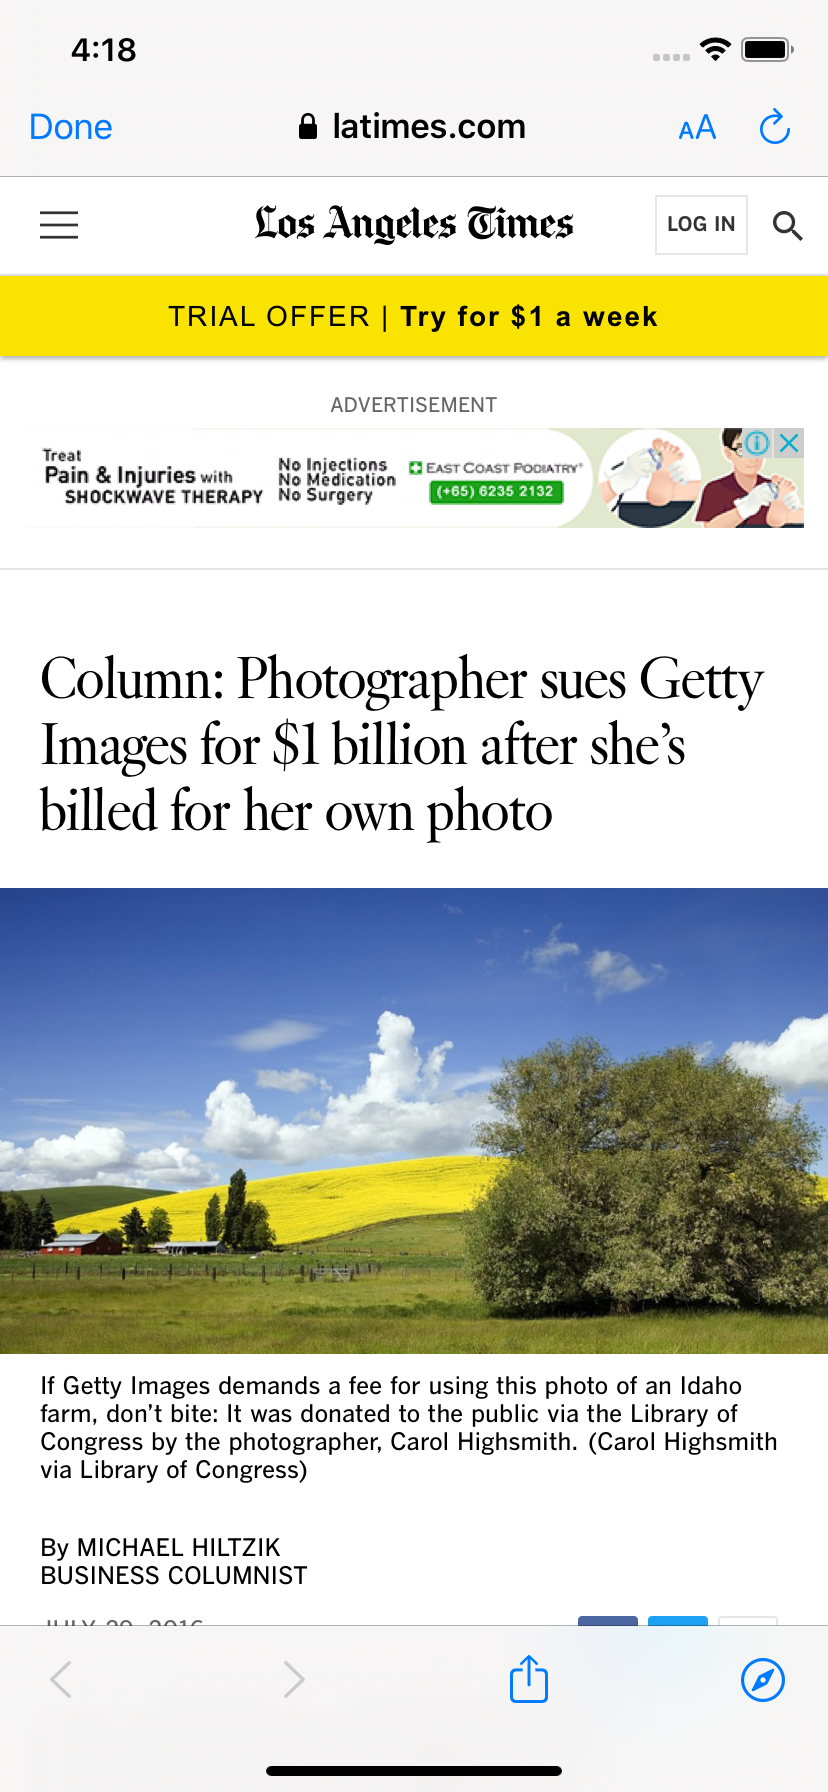 4:18
Done
latimes.com
AA
Los Angeles Times
LOG IN
TRIAL OFFER | Try for $1 a week
ADVERTISEMENT
Treat
Pain & Injuries with
SHOCKWAVE THERAPY
No Injections
No Medication
No Surgery
EAST COAST PODIATRY
(+65) 6235 2132
Column: Photographer sues Getty
Images for $1 billion after she’s
billed for her own photo
If Getty Images demands a fee for using this photo of an Idaho
farm, don’t bite: It was donated to the public via the Library of
Congress by the photographer, Carol Highsmith. (Carol Highsmith
via Library of Congress)
By MICHAEL HILTZIK
BUSINESS COLUMNIST